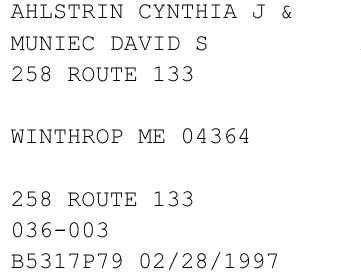 AHLSTRIN CYNTHIA J &
MUNIEC DAVID S
258 ROUTE 133
WINTHROP ME 04364
258 ROUTE 133
036-003
B5317P79 02/28/1997